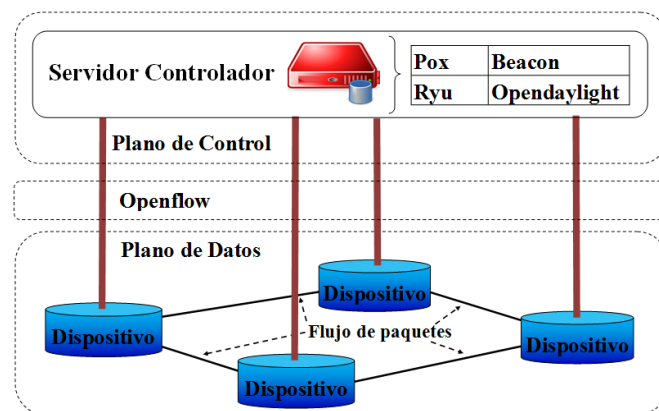 Servidor Controlador
Pox Beacon
Ryu Opendaylight
Plano de Control
Openflow
Plano de Datos
Dispositivo
Dispositivo
Flujo de paquetes
Dispositivo
Dispositivo